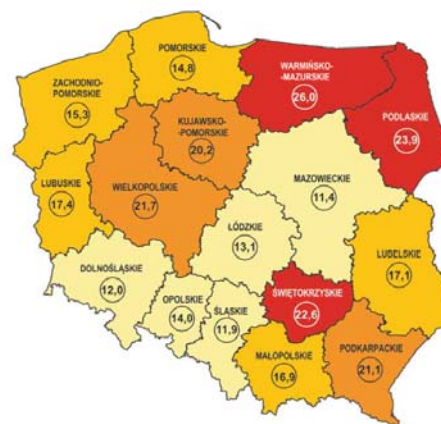 POMORSKIE
14,8
WARMIŃSKO-
-MAZURSKIE
26,0
ZACHODNIO-
POMORSKIE
15,3
PODLASKIE
23,9
KUJAWSKO-
-POMORSKIE
20,2
LUBUSKIE
17,4
WIELKOPOLSKIE
21,7
MAZOWIECKIE
11,4
ŁÓDZKIE
13,1
LUBELSKIE
17,1
DOLNOŚLĄSKIE
12,0
OPOLSKIE
14,0
ŚLĄSKIE
11,9
ŚWIĘTOKRZYSKIE
22,6
MAŁOPOLSKIE
16,9
PODKARPACKIE
21,1